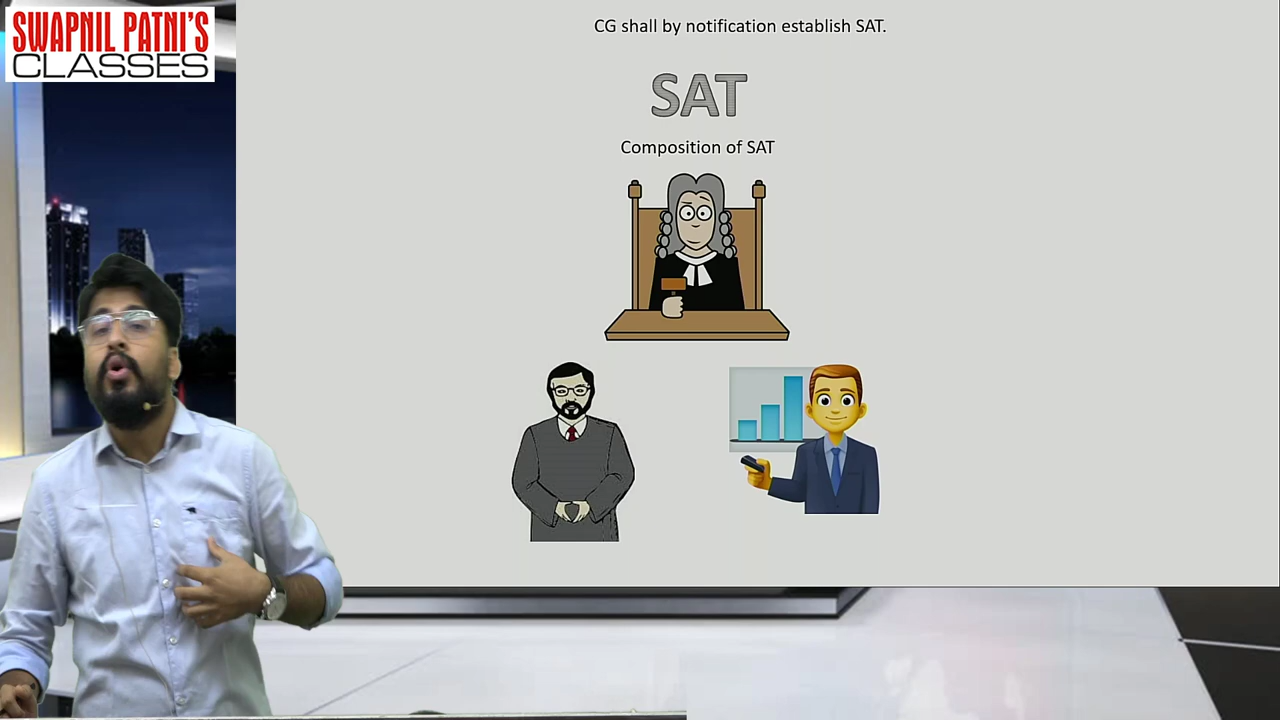 SWAPNIL PATNI'S
CLASSES
CG shall by notification establish SAT.
SAT
Composition of SAT